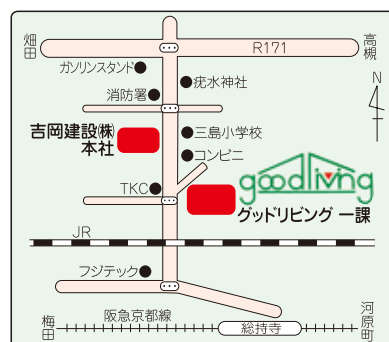 畑田
R171
高槻
ガソリンスタンド
疣水神社
消防署
N
吉岡建設㈱
本社
三島小学校
コンビニ
goodliving
TKC
グッドリビング 一課
JR
フジテック
阪急京都線
梅田
総持寺
河原町